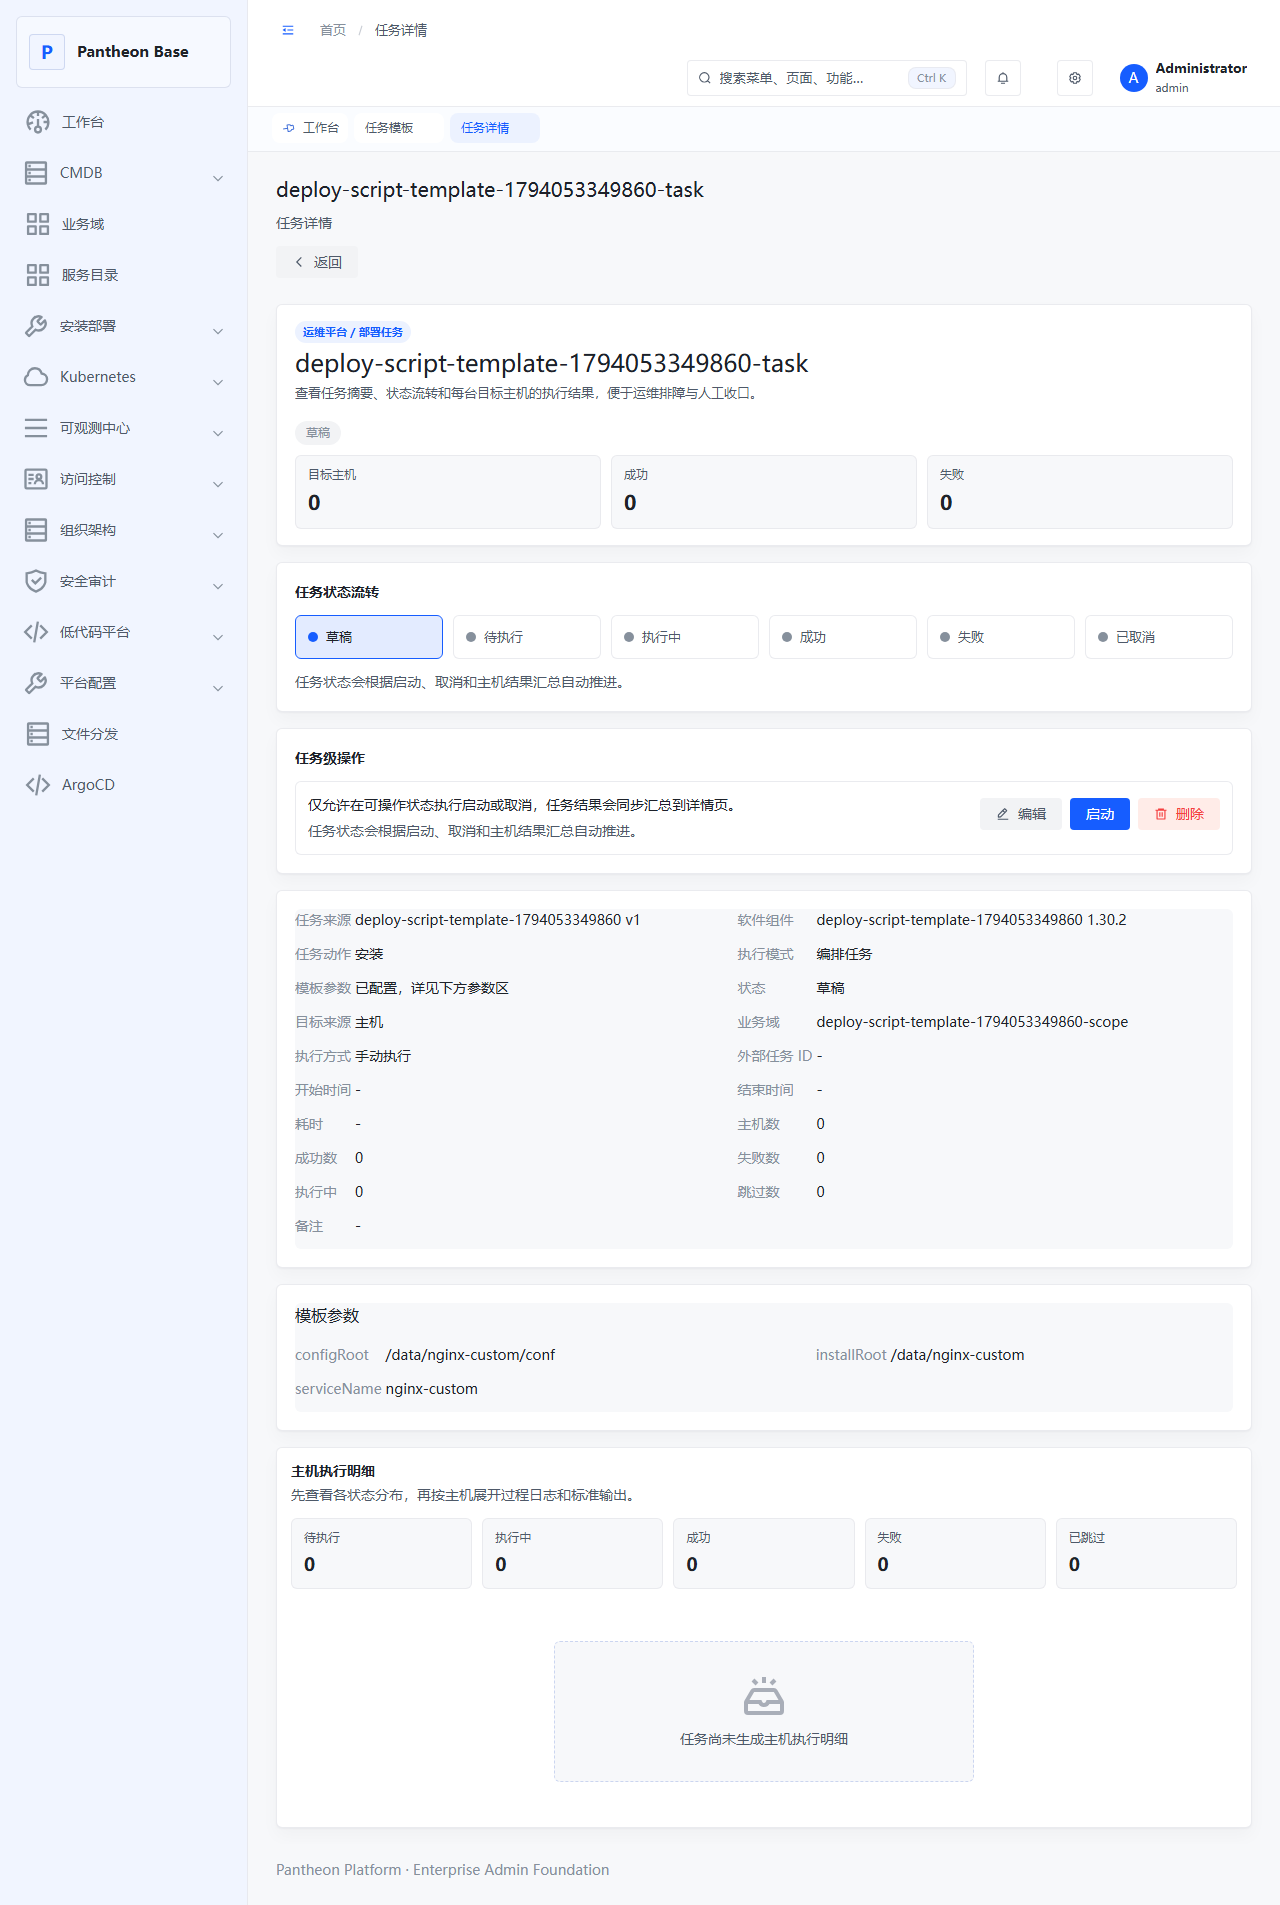 P Pantheon Base
工作台
CMDB
业务域
服务目录
安装部署
Kubernetes
可观测中心
访问控制
组织架构
安全审计
低代码平台
平台配置
文件分发
ArgoCD
首页 / 任务详情
搜索菜单、页面、功能... Ctrl K
A Administrator
admin
工作台 任务模板 任务详情
deploy-script-template-1794053349860-task
任务详情
返回
运维平台 / 部署任务
deploy-script-template-1794053349860-task
查看任务摘要、状态流转和每台目标主机的执行结果，便于运维排障与人工收口。
草稿
目标主机 成功 失败
0 0 0
任务状态流转
草稿 待执行 执行中 成功 失败 已取消
任务状态会根据启动、取消和主机结果汇总自动推进。
任务级操作
仅允许在可操作状态执行启动或取消，任务结果会同步汇总到详情页。
任务状态会根据启动、取消和主机结果汇总自动推进。
编辑 启动 删除
任务来源 deploy-script-template-1794053349860 v1 软件组件 deploy-script-template-1794053349860 1.30.2
任务动作 安装 执行模式 编排任务
模板参数 已配置，详见下方参数区 状态 草稿
目标来源 主机 业务域 deploy-script-template-1794053349860-scope
执行方式 手动执行 外部任务 ID -
开始时间 - 结束时间 -
耗时 - 主机数 0
成功数 0 失败数 0
执行中 0 跳过数 0
备注 -
模板参数
configRoot /data/nginx-custom/conf installRoot /data/nginx-custom
serviceName nginx-custom
主机执行明细
先查看各状态分布，再按主机展开过程日志和标准输出。
待执行 执行中 成功 失败 已跳过
0 0 0 0 0
任务尚未生成主机执行明细
Pantheon Platform · Enterprise Admin Foundation